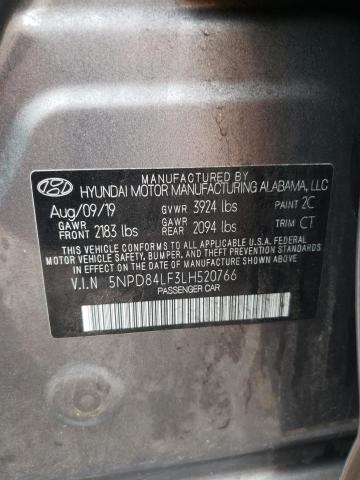 MANUFACTURED BY
HYUNDAI MOTOR MANUFACTURING ALABAMA, LLC
Aug/09/19 GVWR 3924 lbs PAINT 2C
GAWR FRONT 2183 lbs GAWR REAR 2094 lbs TRIM CT
THIS VEHICLE CONFORMS TO ALL APPLICABLE U.S.A. FEDERAL
MOTOR VEHICLE SAFETY, BUMPER, AND THEFT PREVENTION
STANDARDS IN EFFECT ON THE DATE OF MANUFACTURE SHOWN ABOVE.
V.I.N 5NPD84LF3LH520766
PASSENGER CAR